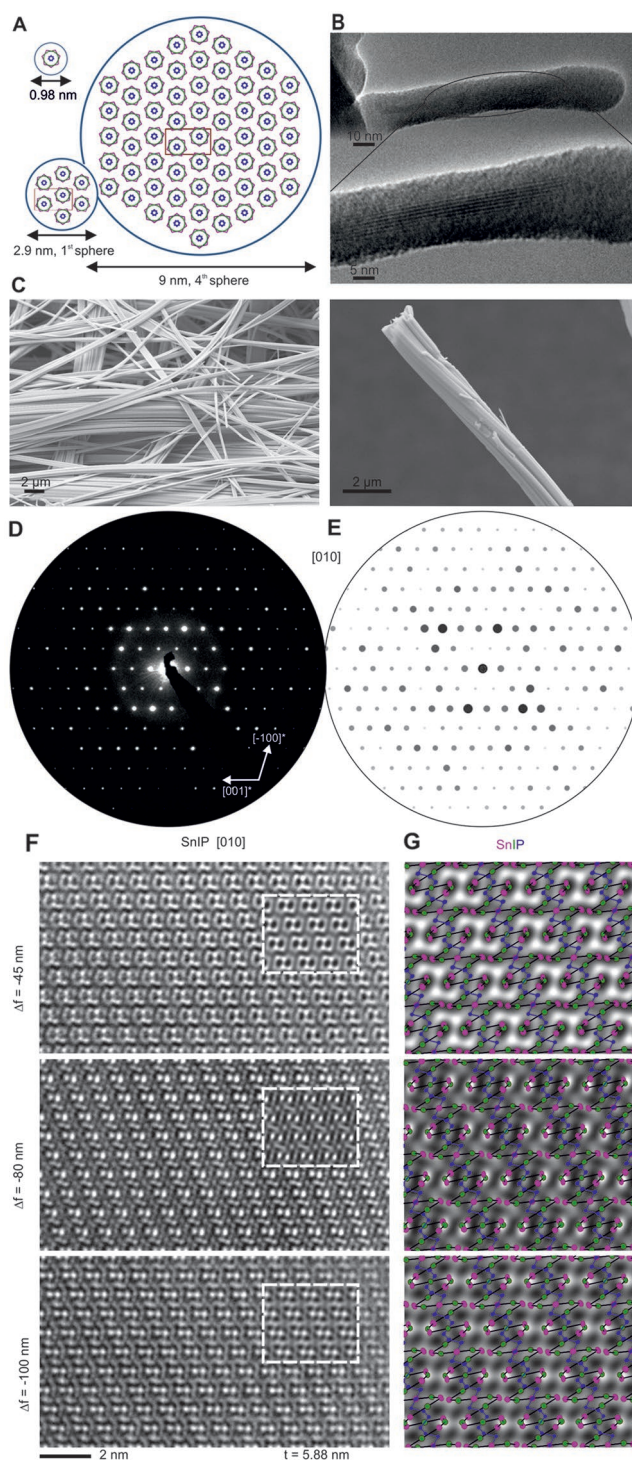 A
B
0.98 nm
2.9 nm, 1st sphere
9 nm, 4th sphere
10 nm
5 nm
C
2 µm
2 µm
D
E
[010]
[-100]*
[001]*
F
SnIP [010]
G
SnIP
Δf = -45 nm
Δf = -80 nm
Δf = -100 nm
2 nm
t = 5.88 nm